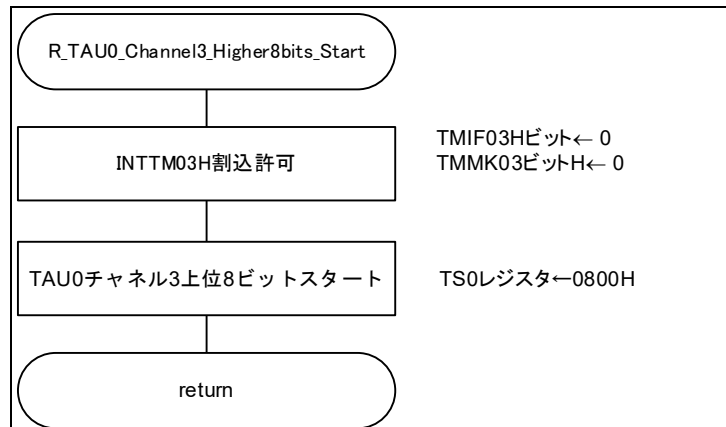 R_TAU0_Channel3_Higher8bits_Start
INTTM03H割込許可
TMIF03Hビット← 0
TMMK03ビットH← 0
TAU0チャネル3上位8ビットスタート
TS0レジスタ←0800H
return